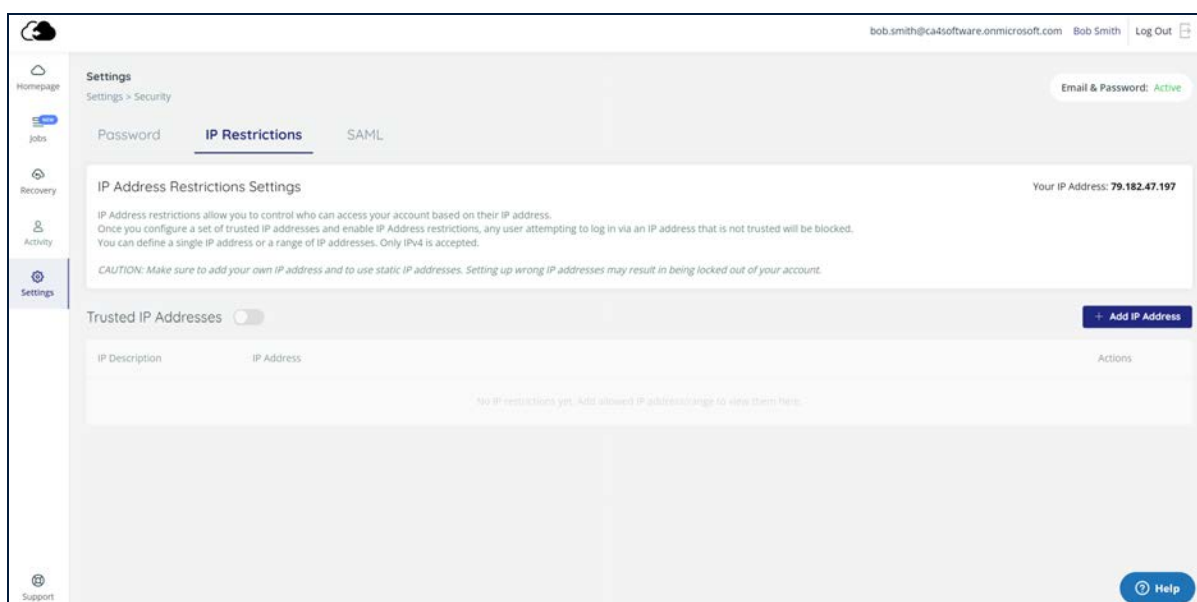 bob.smith@ca4software.onmicrosoft.com Bob Smith Log Out
Homepage
NEW
Jobs
Recovery
Activity
Settings
Support
Settings
Settings > Security
Email & Password: Active
Password IP Restrictions SAML
IP Address Restrictions Settings
Your IP Address: 79.182.47.197
IP Address restrictions allow you to control who can access your account based on their IP address.
Once you configure a set of trusted IP addresses and enable IP Address restrictions, any user attempting to log in via an IP address that is not trusted will be blocked.
You can define a single IP address or a range of IP addresses. Only IPv4 is accepted.
CAUTION: Make sure to add your own IP address and to use static IP addresses. Setting up wrong IP addresses may result in being locked out of your account.
Trusted IP Addresses
+ Add IP Address
IP Description IP Address Actions
No IP restrictions yet. Add allowed IP address/range to view them here.
Help